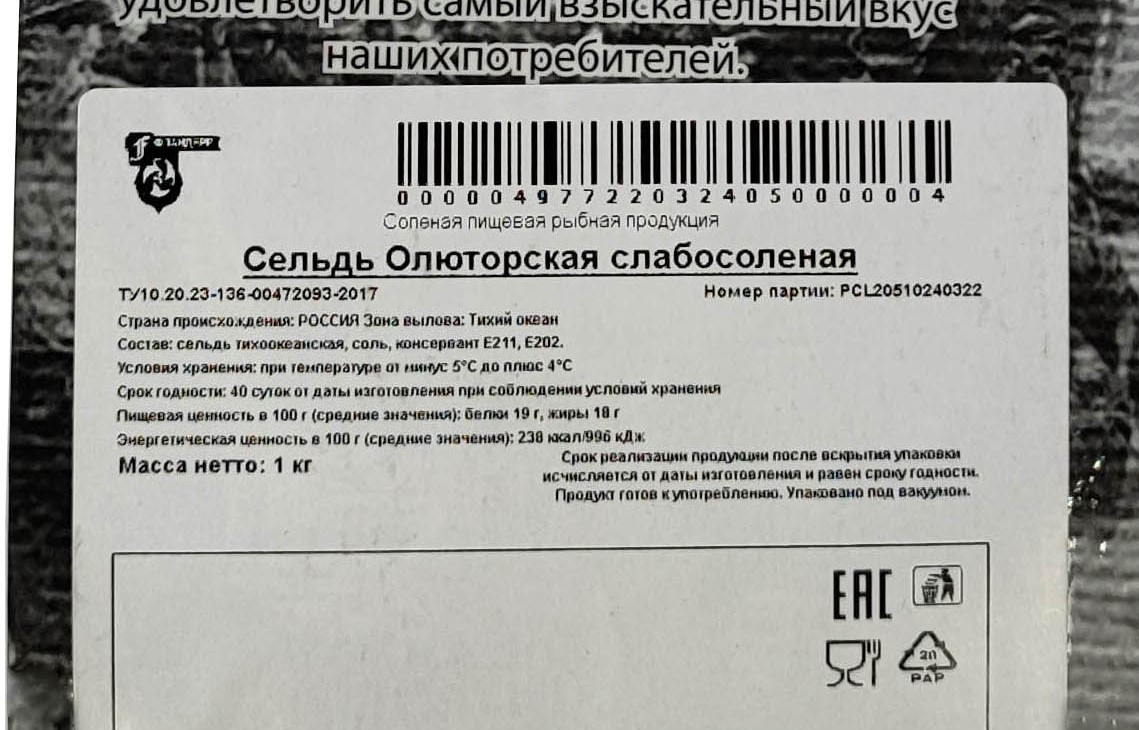 удовлетворить самый взыскательный вкус
наших потребителей.
ФИНДЕРР
0000049772203240500000004
Соленая пищевая рыбная продукция
Сельдь Олюторская слабосоленая
ТУ10.20.23-136-00472093-2017
Номер партии: PCL20510240322
Страна происхождения: РОССИЯ Зона вылова: Тихий океан
Состав: сельдь тихоокеанская, соль, консервант Е211, Е202.
Условия хранения: при температуре от минус 5°С до плюс 4°С
Срок годности: 40 суток от даты изготовления при соблюдении условий хранения
Пищевая ценность в 100 г (средние значения): белки 19 г, жиры 18 г
Энергетическая ценность в 100 г (средние значения): 238 ккал/996 кДж
Масса нетто: 1 кг
Срок реализации продукции после вскрытия упаковки
исчисляется от даты изготовления и равен сроку годности.
Продукт готов к употреблению. Упаковано под вакуумом.
EAC
20
PAP